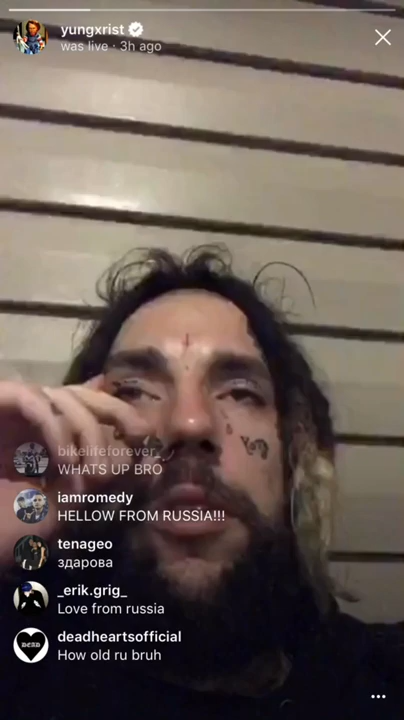 yungxrist
was live · 3h ago
bikelifeforever_
WHATS UP BRO
iamromedy
HELLOW FROM RUSSIA!!!
tenageo
здарова
_erik.grig_
Love from russia
DEAD
deadheartsofficial
How old ru bruh